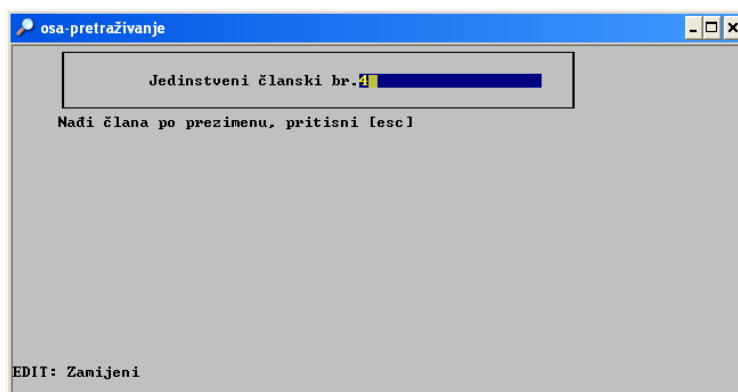 osa-pretraživanje
Jedinstveni članski br.4
Nađi člana po prezimenu, pritisni [esc]
EDIT: Zamijeni